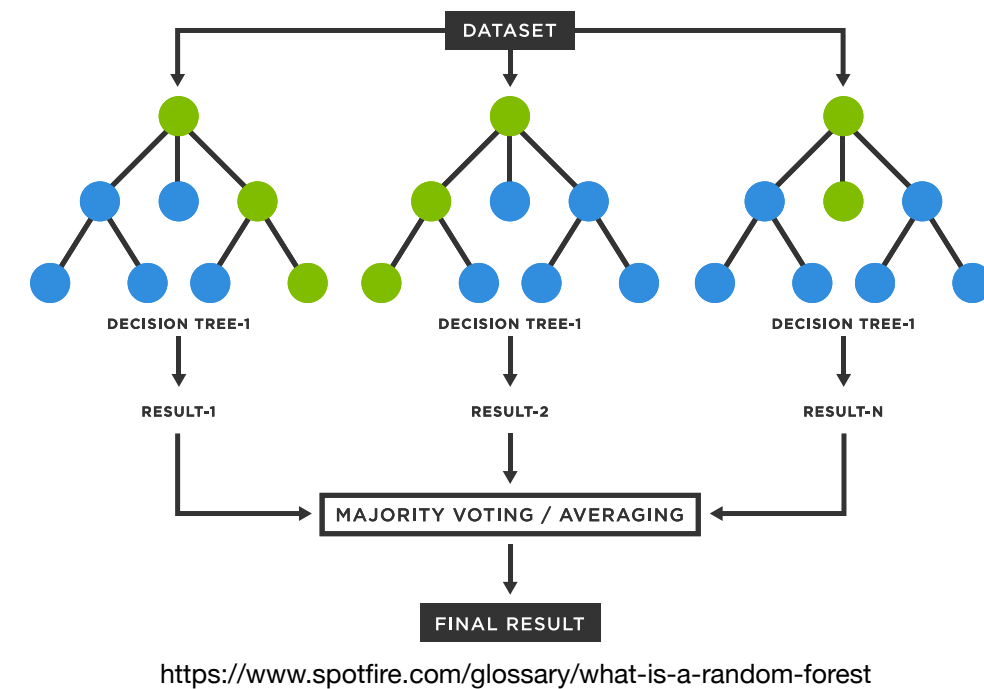 DATASET
DECISION TREE-1 DECISION TREE-1 DECISION TREE-1
RESULT-1 RESULT-2 RESULT-N
MAJORITY VOTING / AVERAGING
FINAL RESULT
https://www.spotfire.com/glossary/what-is-a-random-forest